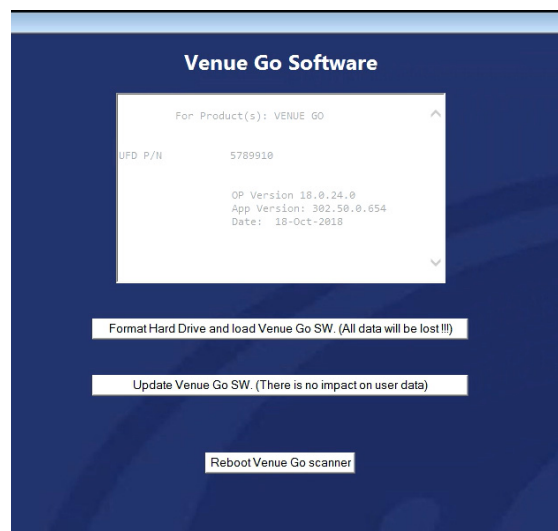 Venue Go Software
For Product(s): VENUE GO
UFD P/N 5789910
OP Version 18.0.24.0
App Version: 302.50.0.654
Date: 18-Oct-2018
Format Hard Drive and load Venue Go SW. (All data will be lost !!!)
Update Venue Go SW. (There is no impact on user data)
Reboot Venue Go scanner